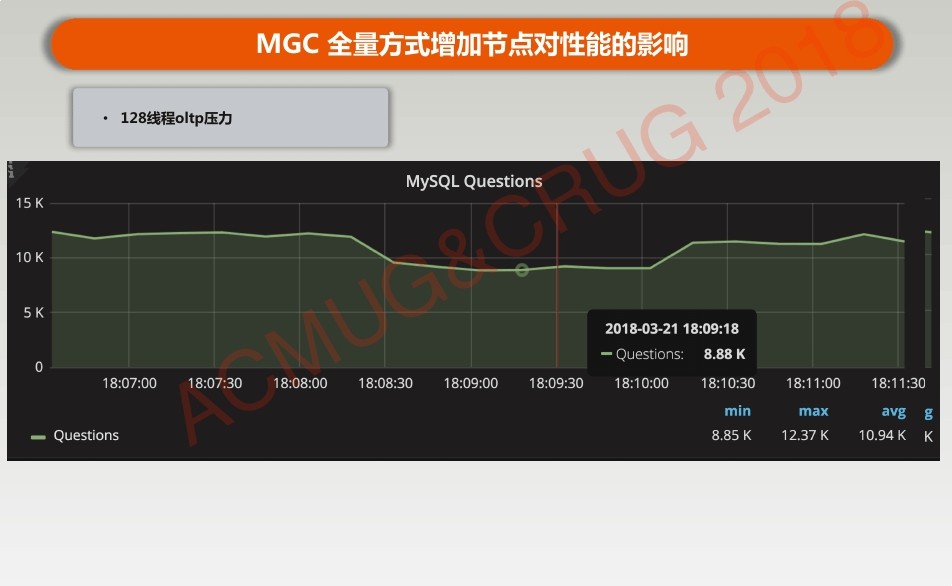 MGC 全量方式增加节点对性能的影响
• 128线程oltp压力
MySQL Questions
15 K
10 K
5 K
0
2018-03-21 18:09:18
Questions: 8.88 K
18:07:00 18:07:30 18:08:00 18:08:30 18:09:00 18:09:30 18:10:00 18:10:30 18:11:00 18:11:30
min max avg g
Questions 8.85 K 12.37 K 10.94 K K
ACMUG&CRUG 2018